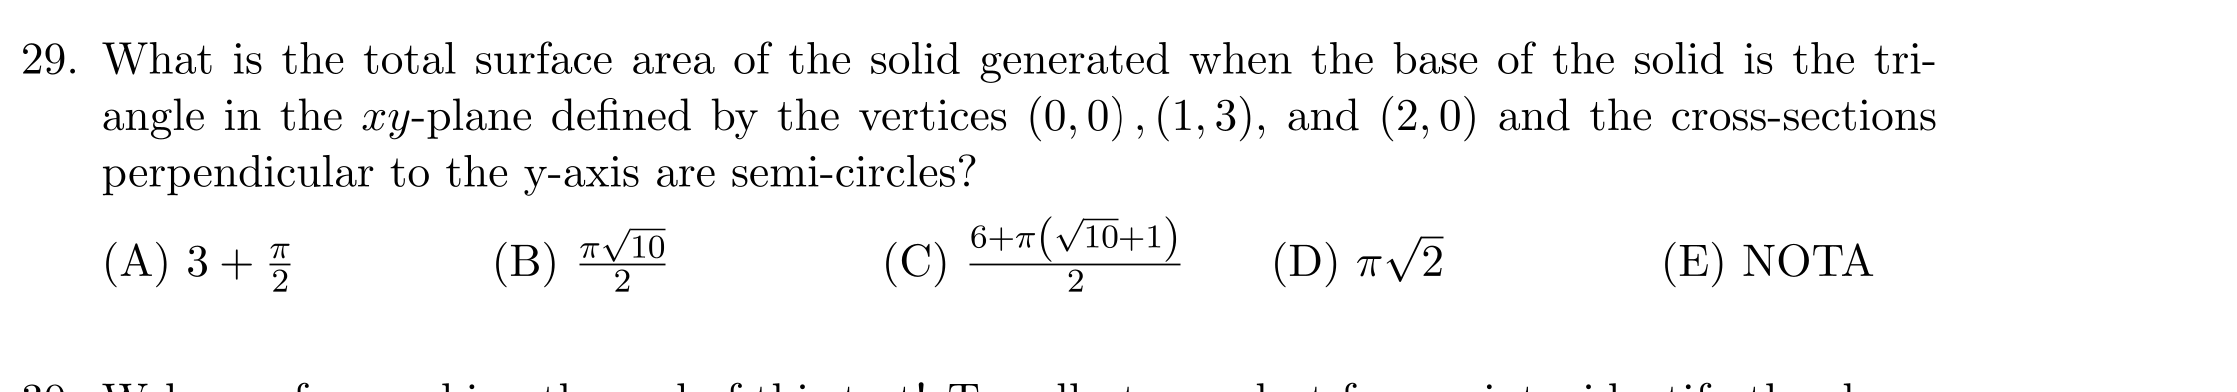 29. What is the total surface area of the solid generated when the base of the solid is the tri-
angle in the xy-plane defined by the vertices (0, 0) , (1, 3), and (2, 0) and the cross-sections
perpendicular to the y-axis are semi-circles?
(A) 3 + π/2 (B) π√10/2 (C) 6+π(√10+1)/2 (D) π√2 (E) NOTA